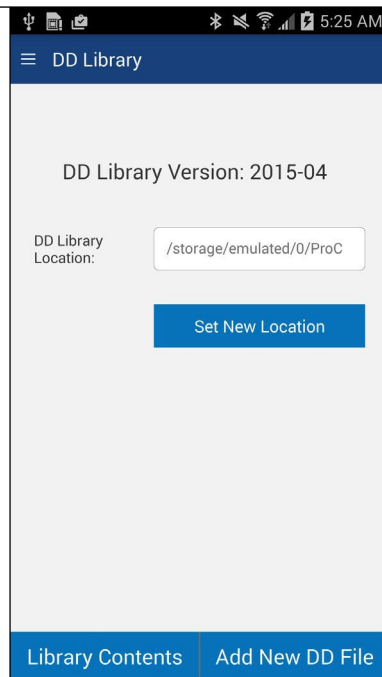 5:25 AM
DD Library
DD Library Version: 2015-04
DD Library
Location:
/storage/emulated/0/ProC
Set New Location
Library Contents
Add New DD File